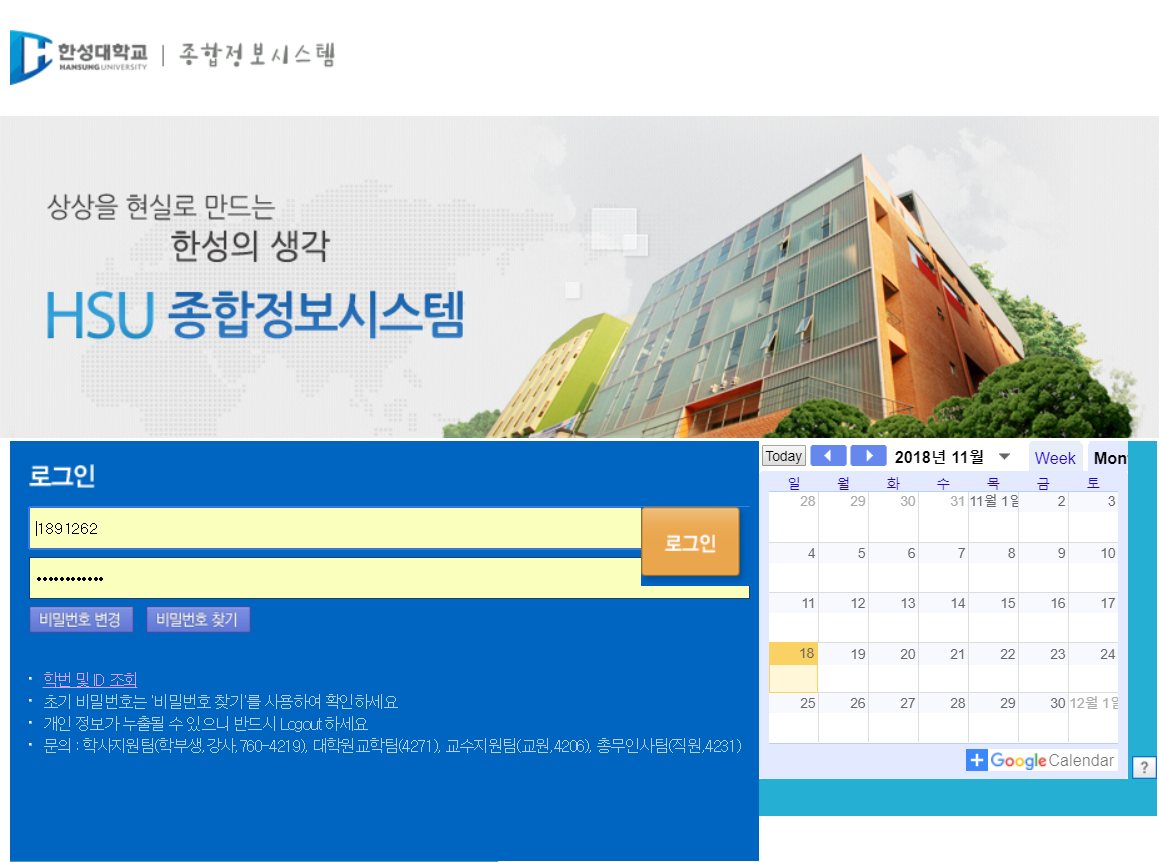 한성대학교 | 종합정보시스템
HANSUNG UNIVERSITY
상상을 현실로 만드는
한성의 생각
HSU 종합정보시스템
로그인
1891262
로그인
••••••••••••
비밀번호 변경 비밀번호 찾기
· 학번 및 ID 조회
· 초기 비밀번호는 '비밀번호 찾기'를 사용하여 확인하세요
· 개인 정보가 누출될 수 있으니 반드시 Logout 하세요
· 문의 : 학사지원팀(학부생,강사,760-4219), 대학원교학팀(4271), 교수지원팀(교원,4206), 총무인사팀(직원,4231)
Today 2018년 11월 Week Mon
일 월 화 수 목 금 토
28 29 30 31 11월 1일 2 3
4 5 6 7 8 9 10
11 12 13 14 15 16 17
18 19 20 21 22 23 24
25 26 27 28 29 30 12월 1일
+ Google Calendar
?